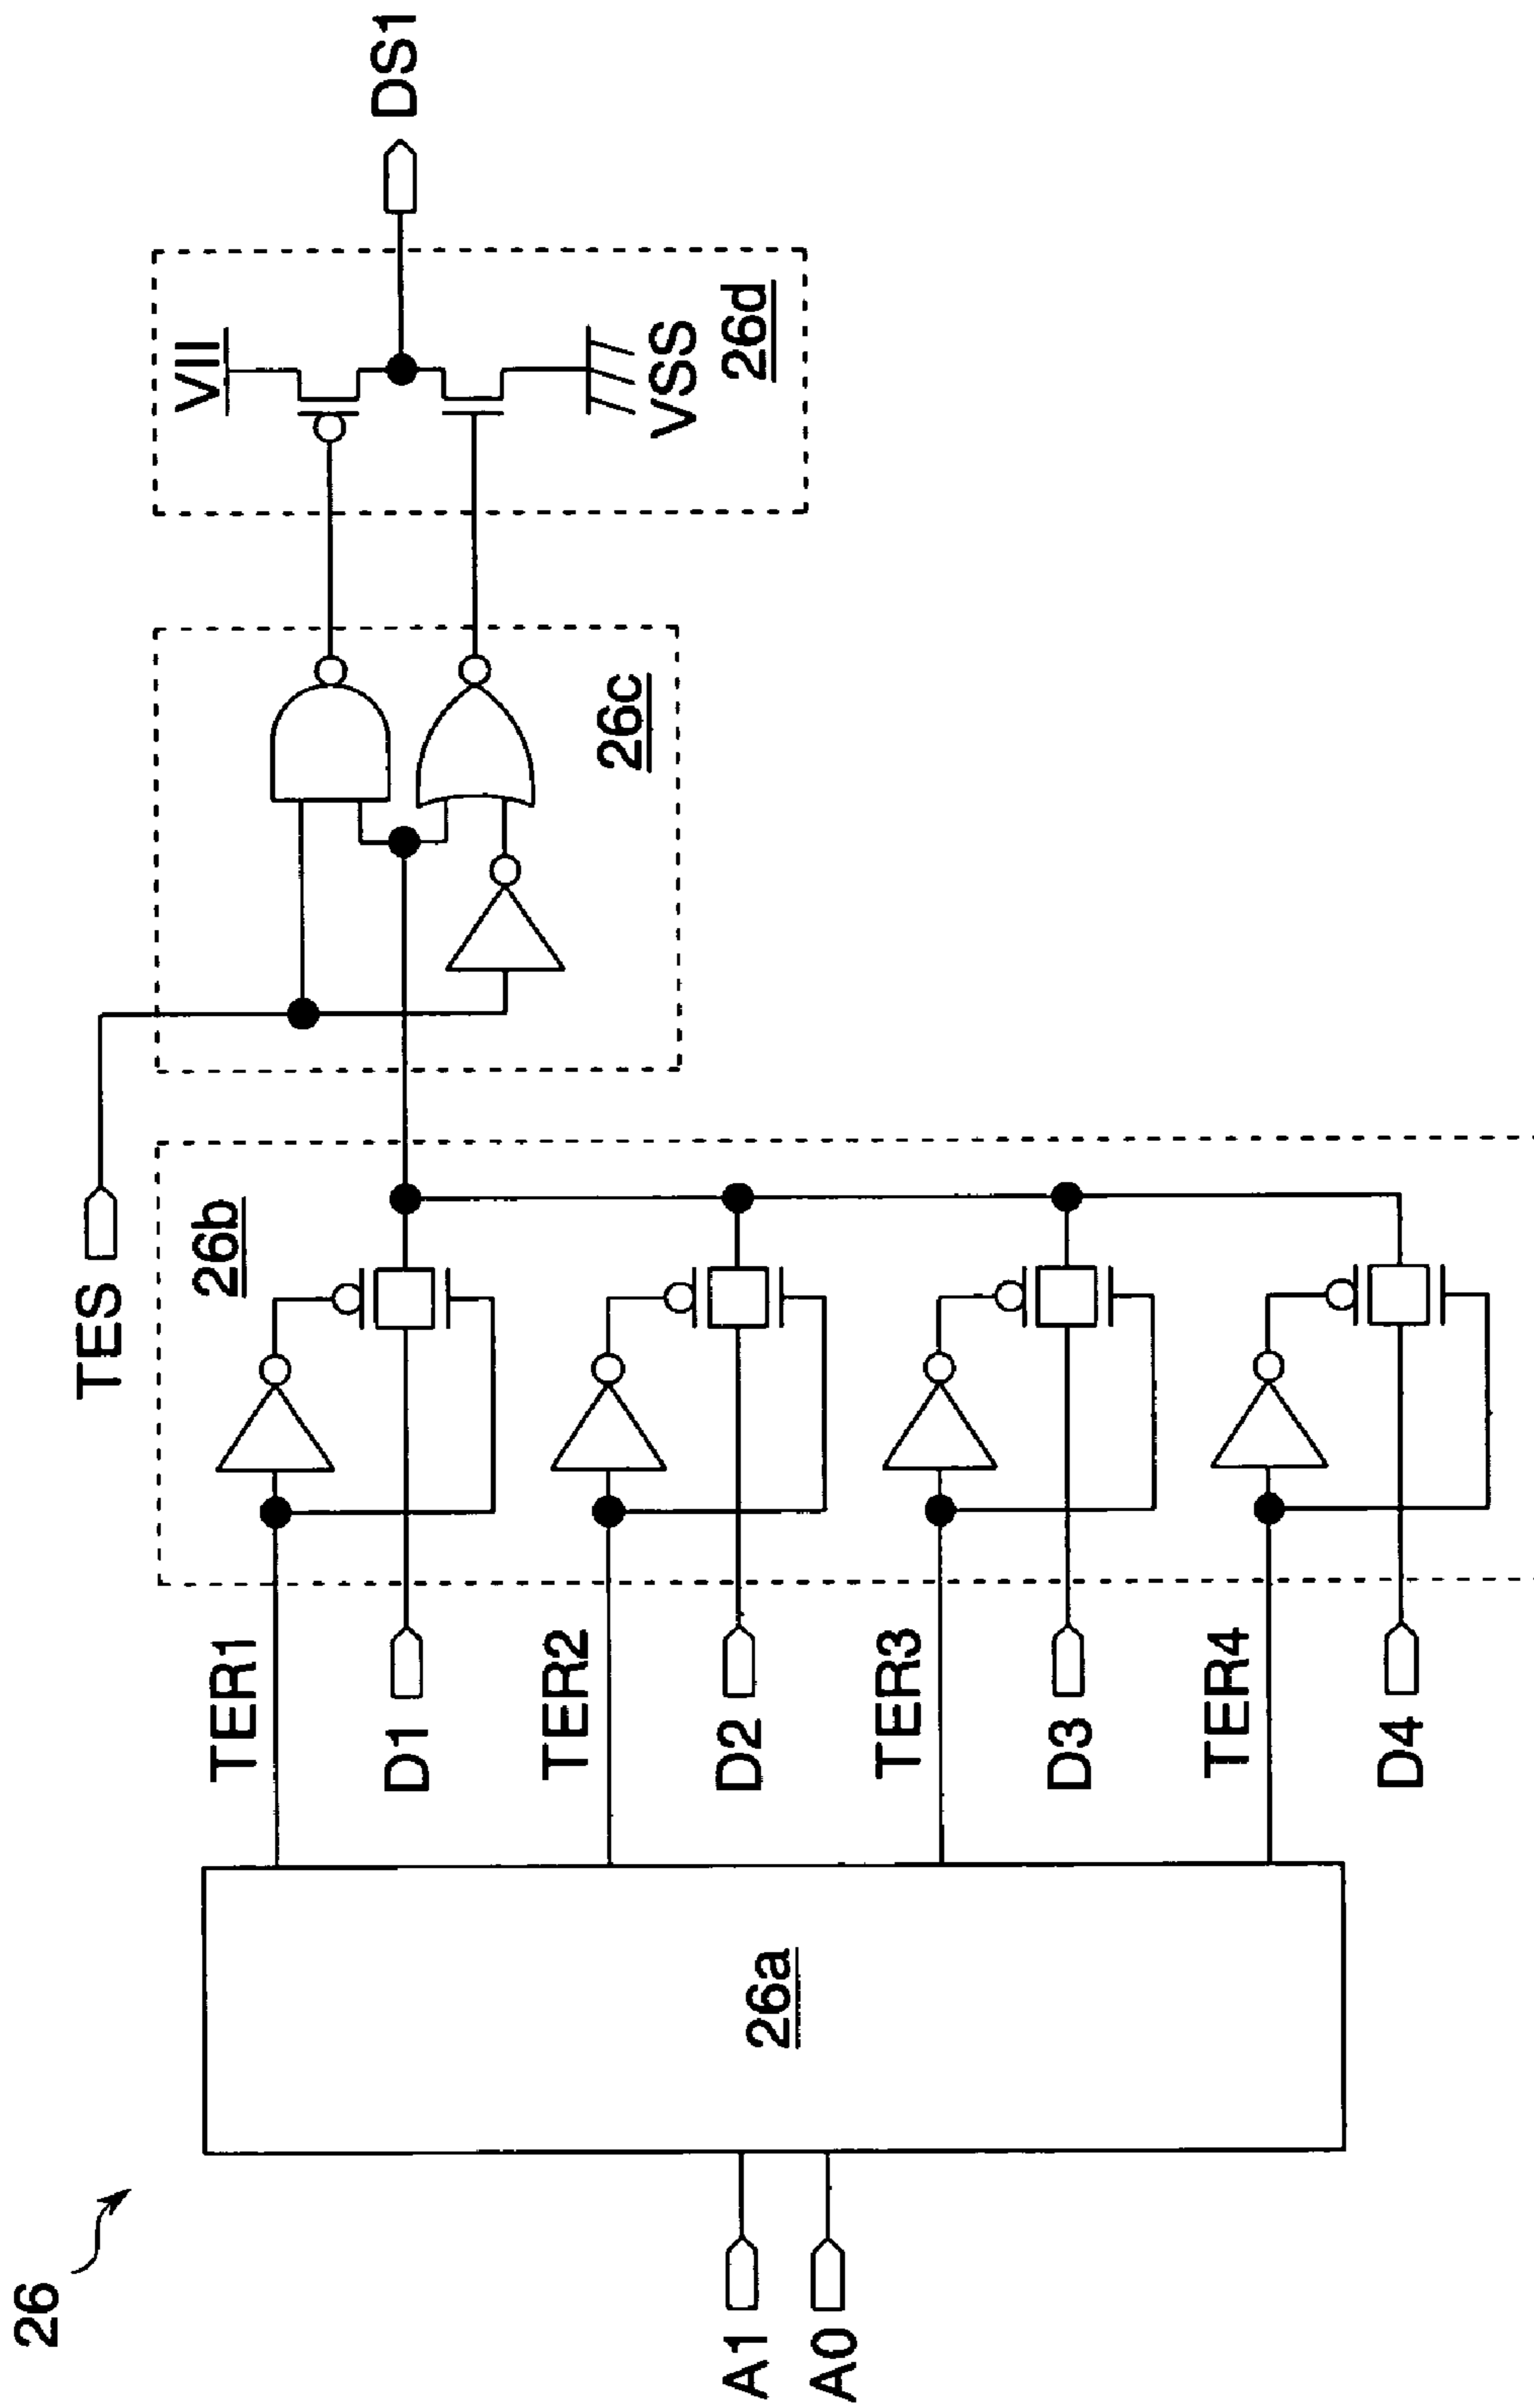 26
A1
A0
26a
TER1
D1
TER2
D2
TER3
D3
TER4
D4
26b
TES
26c
VII
VSS
26d
DS1